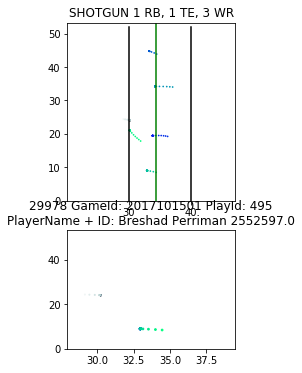 SHOTGUN 1 RB, 1 TE, 3 WR
50
40
30
20
10
0
30
40
29978 GameId: 2017101501 PlayId: 495
PlayerName + ID: Breshad Perriman 2552597.0
40
20
0
30.0 32.5 35.0 37.5